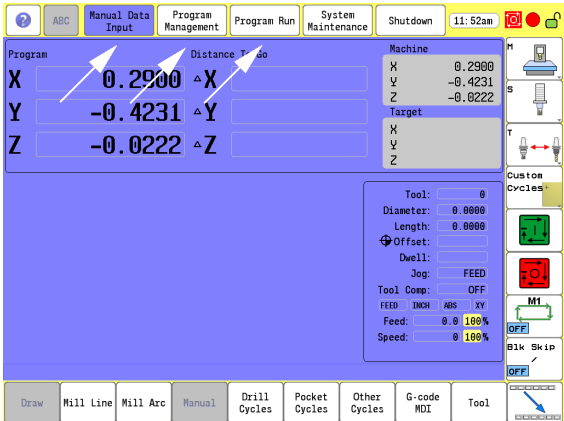 ?
ABC
Manual Data
Input
Program
Management
Program Run
System
Maintenance
Shutdown
11:52am
Program
Distance To Go
X 0.2900 X
Y -0.4231 Y
Z -0.0222 Z
Machine
X 0.2900
Y -0.4231
Z -0.0222
Target
X
Y
Z
Tool: 0
Diameter: 0.0000
Length: 0.0000
Offset:
Dwell:
Jog: FEED
Tool Comp: OFF
FEED INCH ABS XY
Feed: 0.0 100%
Speed: 0 100%
M
S
T
Custom
Cycles+
I
O
M1
OFF
Blk Skip
/
OFF
Draw
Mill Line
Mill Arc
Manual
Drill
Cycles
Pocket
Cycles
Other
Cycles
G-code
MDI
Tool